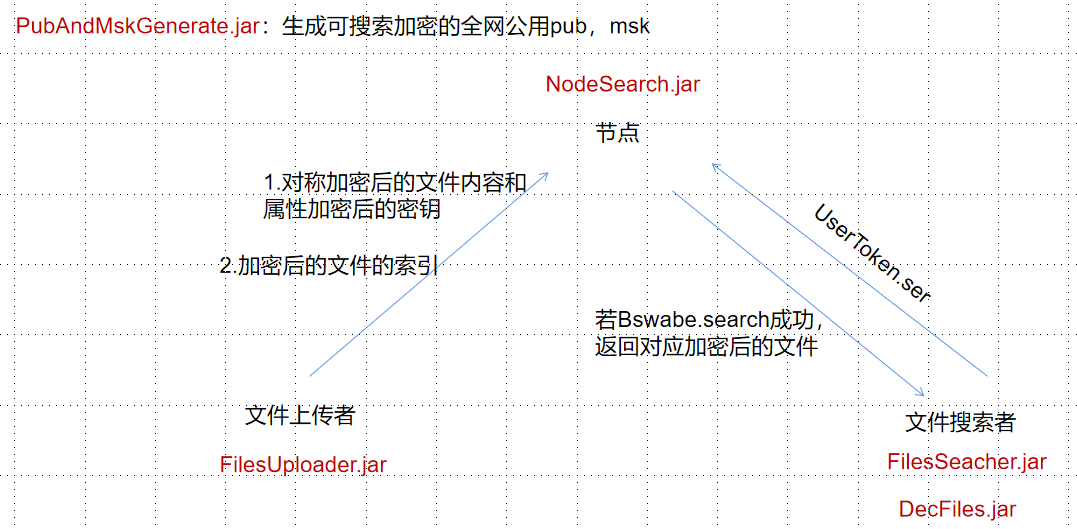 PubAndMskGenerate.jar：生成可搜索加密的全网公用pub，msk
NodeSearch.jar
节点
1.对称加密后的文件内容和
属性加密后的密钥
2.加密后的文件的索引
UserToken.ser
若Bswabe.search成功，
返回对应加密后的文件
文件上传者
FilesUploader.jar
文件搜索者
FilesSeacher.jar
DecFiles.jar